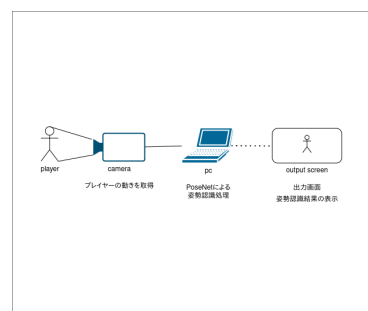 player
camera
pc
output screen
プレイヤーの動きを取得
PoseNetによる
姿勢認識処理
出力画面
姿勢認識結果の表示